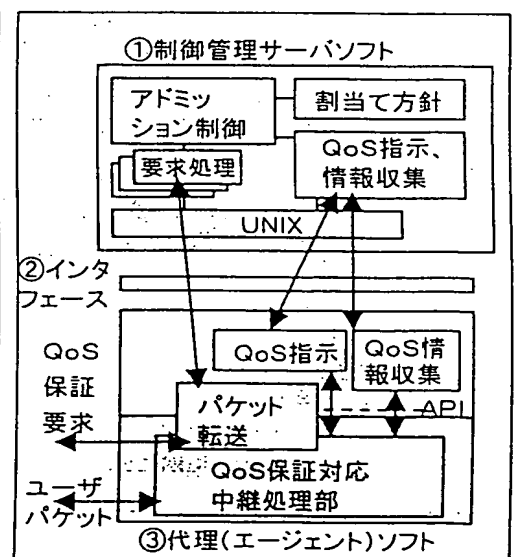 ①制御管理サーバソフト
アドミッ
ション制御
割当て方針
要求処理
QoS指示、
情報収集
UNIX
②インタ
フェース
QoS
保証
要求
QoS指示
QoS情
報収集
パケット
転送
API
QoS保証対応
中継処理部
ユーザ
パケット
③代理(エージェント)ソフト